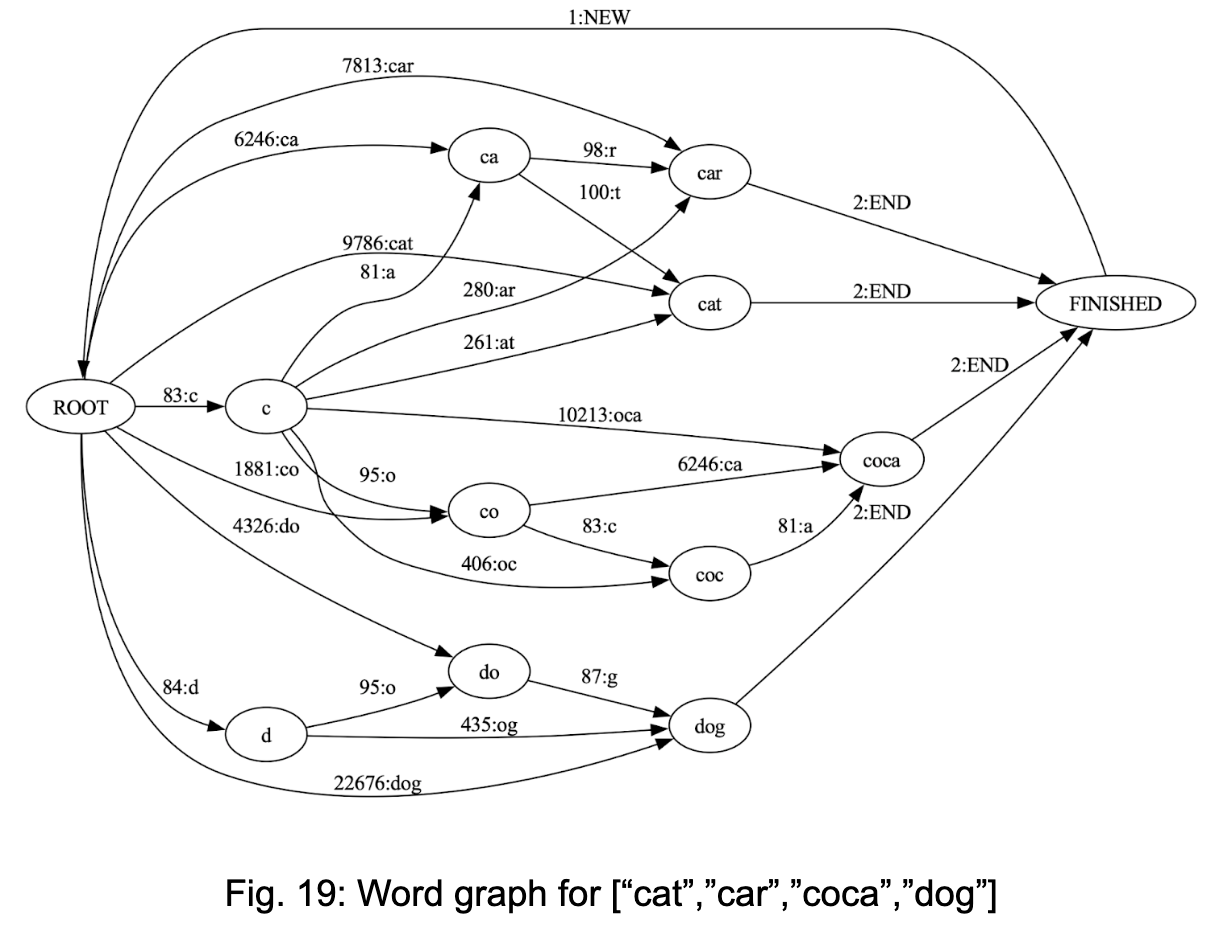 1:NEW
7813:car
6246:ca
ca
98:r
car
100:t
2:END
9786:cat
81:a
280:ar
cat
2:END
FINISHED
261:at
2:END
ROOT
83:c
c
10213:oca
coca
1881:co
95:o
6246:ca
co
4326:do
83:c
81:a
2:END
406:oc
coc
do
87:g
84:d
95:o
d
435:og
dog
22676:dog
Fig. 19: Word graph for [“cat”,”car”,”coca”,”dog”]